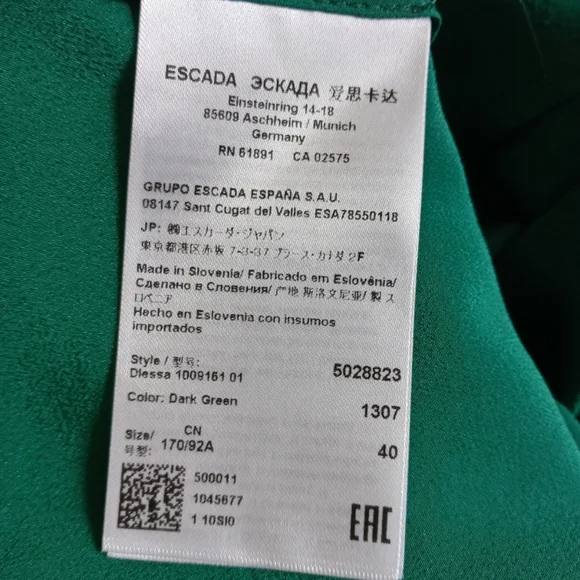 ESCADA ЭСКАДА 爱思卡达
Einsteinring 14-18
85609 Aschheim / Munich
Germany
RN 61891 CA 02575
GRUPO ESCADA ESPAÑA S.A.U.
08147 Sant Cugat del Valles ESA78550118
JP: ㈱エスカーダ・ジャパン
東京都港区赤坂 7-3-37 プラース・カナダ 2F
Made in Slovenia/ Fabricado em Eslovênia/
Сделано в Словении/ 产地 斯洛文尼亚/ 製 ス
ロベニア
Hecho en Eslovenia con insumos
importados
Style / 型号: 5028823
Dlessa 1009161 01
Color: Dark Green 1307
Size/ CN 40
号型: 170/92A
500011
1045677
1 10SI0
EAC